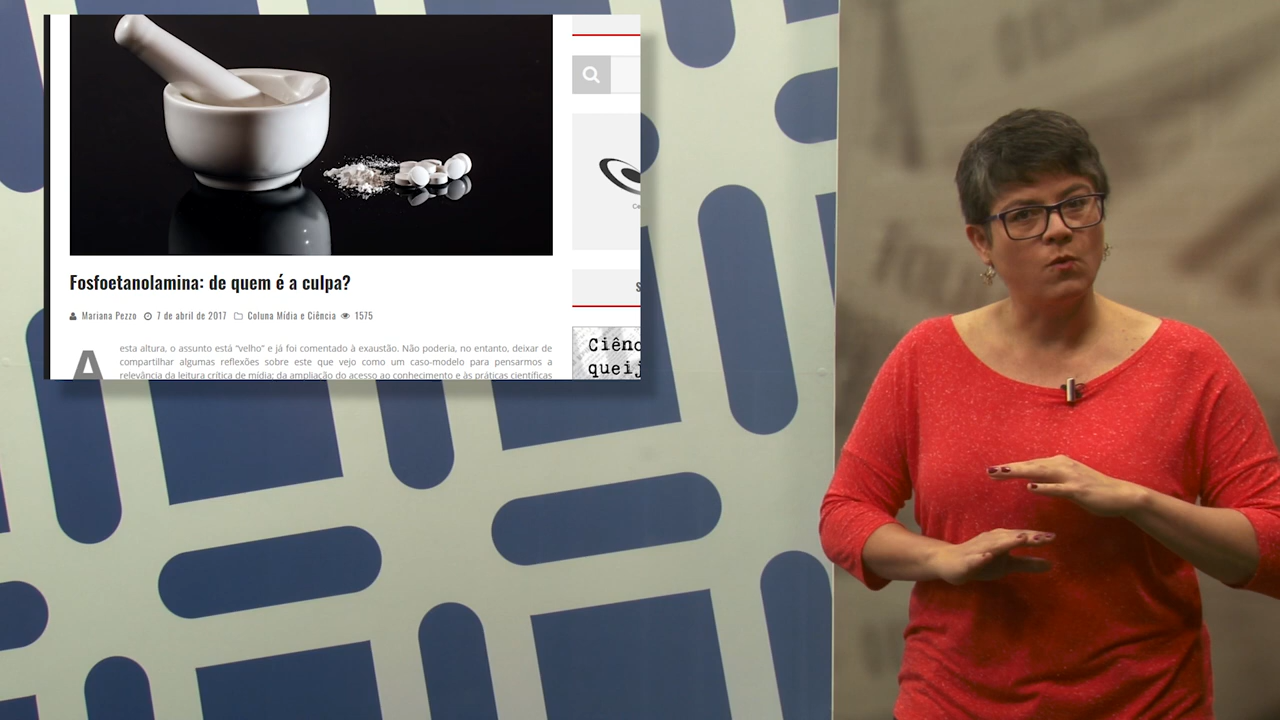 Fosfoetanolamina: de quem é a culpa?
Mariana Pezzo 7 de abril de 2017 Coluna Mídia e Ciência 1575
A esta altura, o assunto está "velho" e já foi comentado à exaustão. Não poderia, no entanto, deixar de
compartilhar algumas reflexões sobre este que vejo como um caso-modelo para pensarmos a
relevância da leitura crítica de mídia; da ampliação do acesso ao conhecimento e às práticas científicas
Ce
S
Ciênc
queij